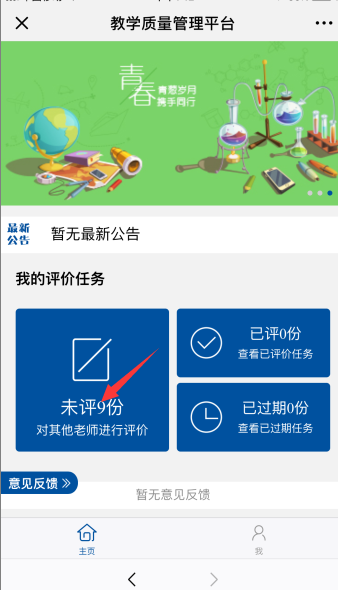 教学质量管理平台
青春
青葱岁月
携手同行
最新
公告
暂无最新公告
我的评价任务
未评9份
对其他老师进行评价
已评0份
查看已评价任务
已过期0份
查看已过期任务
意见反馈
暂无意见反馈
主页
我